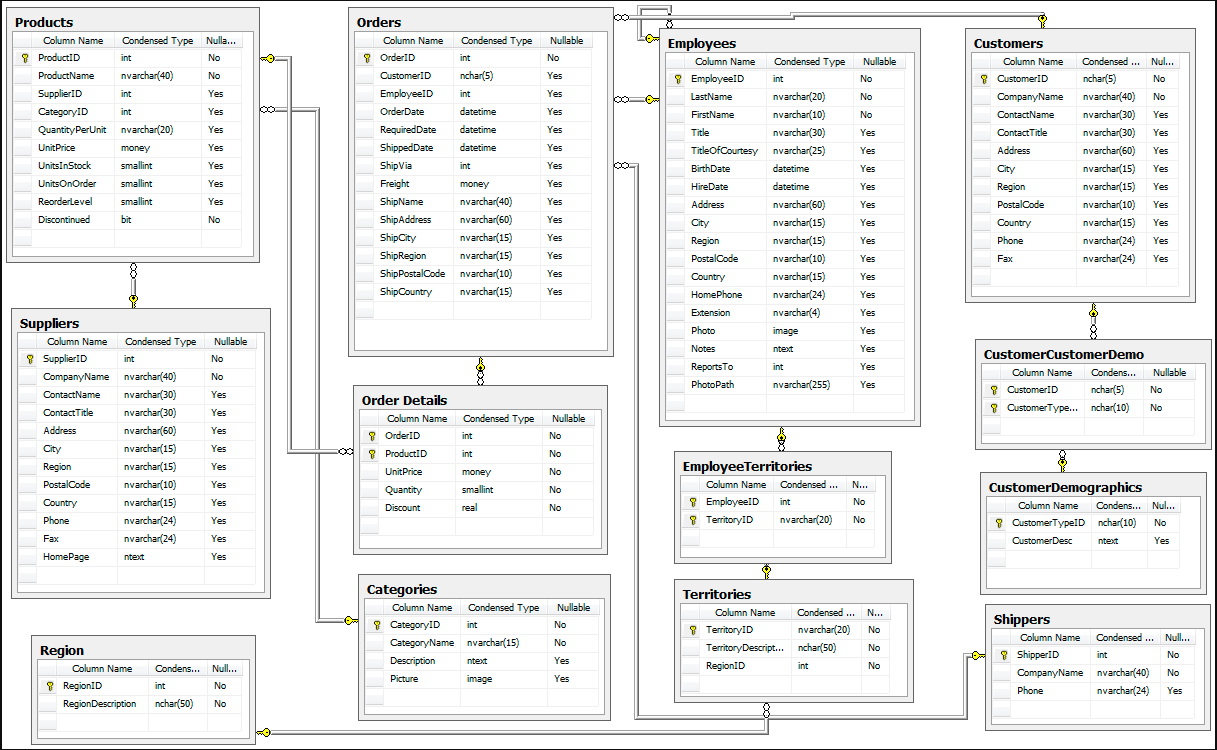 Products
Column Name Condensed Type Nulla...
ProductID int No
ProductName nvarchar(40) No
SupplierID int Yes
CategoryID int Yes
QuantityPerUnit nvarchar(20) Yes
UnitPrice money Yes
UnitsInStock smallint Yes
UnitsOnOrder smallint Yes
ReorderLevel smallint Yes
Discontinued bit No
Orders
Column Name Condensed Type Nullable
OrderID int No
CustomerID nchar(5) Yes
EmployeeID int Yes
OrderDate datetime Yes
RequiredDate datetime Yes
ShippedDate datetime Yes
ShipVia int Yes
Freight money Yes
ShipName nvarchar(40) Yes
ShipAddress nvarchar(60) Yes
ShipCity nvarchar(15) Yes
ShipRegion nvarchar(15) Yes
ShipPostalCode nvarchar(10) Yes
ShipCountry nvarchar(15) Yes
Employees
Column Name Condensed Type Nullable
EmployeeID int No
LastName nvarchar(20) No
FirstName nvarchar(10) No
Title nvarchar(30) Yes
TitleOfCourtesy nvarchar(25) Yes
BirthDate datetime Yes
HireDate datetime Yes
Address nvarchar(60) Yes
City nvarchar(15) Yes
Region nvarchar(15) Yes
PostalCode nvarchar(10) Yes
Country nvarchar(15) Yes
HomePhone nvarchar(24) Yes
Extension nvarchar(4) Yes
Photo image Yes
Notes ntext Yes
ReportsTo int Yes
PhotoPath nvarchar(255) Yes
Customers
Column Name Condensed ... Nul...
CustomerID nchar(5) No
CompanyName nvarchar(40) No
ContactName nvarchar(30) Yes
ContactTitle nvarchar(30) Yes
Address nvarchar(60) Yes
City nvarchar(15) Yes
Region nvarchar(15) Yes
PostalCode nvarchar(10) Yes
Country nvarchar(15) Yes
Phone nvarchar(24) Yes
Fax nvarchar(24) Yes
Suppliers
Column Name Condensed Type Nullable
SupplierID int No
CompanyName nvarchar(40) No
ContactName nvarchar(30) Yes
ContactTitle nvarchar(30) Yes
Address nvarchar(60) Yes
City nvarchar(15) Yes
Region nvarchar(15) Yes
PostalCode nvarchar(10) Yes
Country nvarchar(15) Yes
Phone nvarchar(24) Yes
Fax nvarchar(24) Yes
HomePage ntext Yes
Order Details
Column Name Condensed Type Nullable
OrderID int No
ProductID int No
UnitPrice money No
Quantity smallint No
Discount real No
CustomerCustomerDemo
Column Name Condens... Nullable
CustomerID nchar(5) No
CustomerType... nchar(10) No
EmployeeTerritories
Column Name Condensed ... N...
EmployeeID int No
TerritoryID nvarchar(20) No
CustomerDemographics
Column Name Condens... Nul...
CustomerTypeID nchar(10) No
CustomerDesc ntext Yes
Categories
Column Name Condensed Type Nullable
CategoryID int No
CategoryName nvarchar(15) No
Description ntext Yes
Picture image Yes
Territories
Column Name Condensed ... N...
TerritoryID nvarchar(20) No
TerritoryDescript... nchar(50) No
RegionID int No
Shippers
Column Name Condensed ... Null...
ShipperID int No
CompanyName nvarchar(40) No
Phone nvarchar(24) Yes
Region
Column Name Condens... Null...
RegionID int No
RegionDescription nchar(50) No